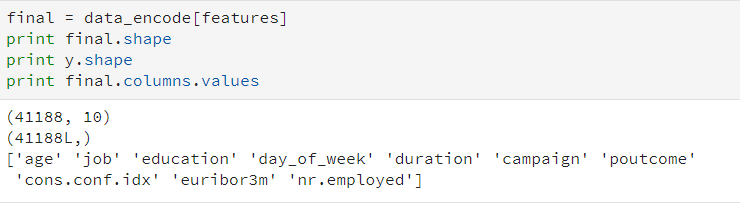 final = data_encode[features]
print final.shape
print y.shape
print final.columns.values
(41188, 10)
(41188L,)
['age' 'job' 'education' 'day_of_week' 'duration' 'campaign' 'poutcome'
 'cons.conf.idx' 'euribor3m' 'nr.employed']